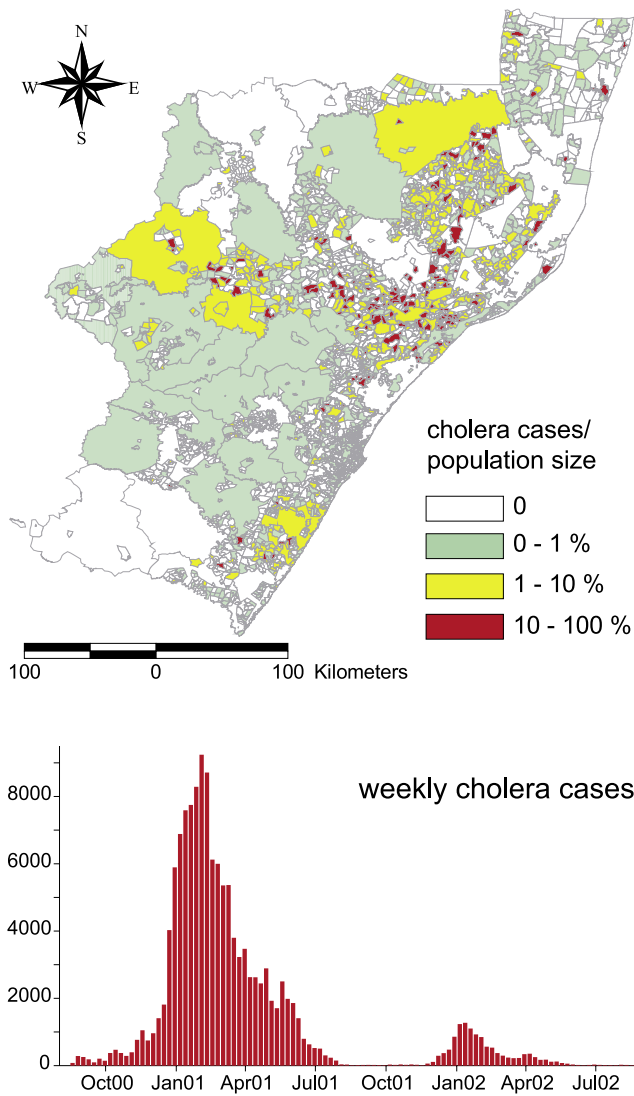 N
W
E
S
cholera cases/
population size
0
0 - 1 %
1 - 10 %
10 - 100 %
100
0
100
Kilometers
weekly cholera cases
8000
6000
4000
2000
0
Oct00
Jan01
Apr01
Jul01
Oct01
Jan02
Apr02
Jul02